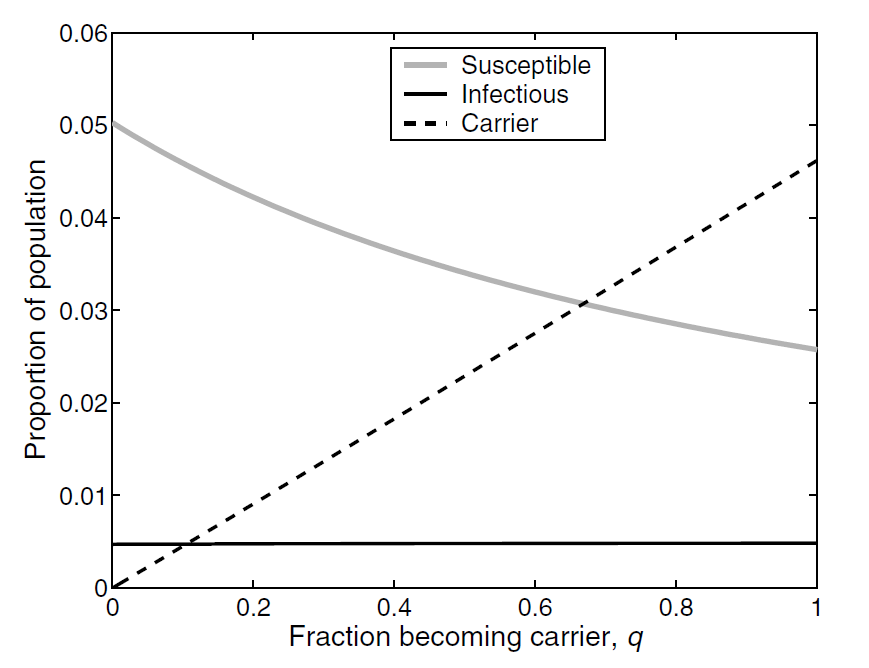 0.06
0.05
0.04
0.03
0.02
0.01
0
Proportion of population
Susceptible
Infectious
Carrier
0 0.2 0.4 0.6 0.8 1
Fraction becoming carrier, q